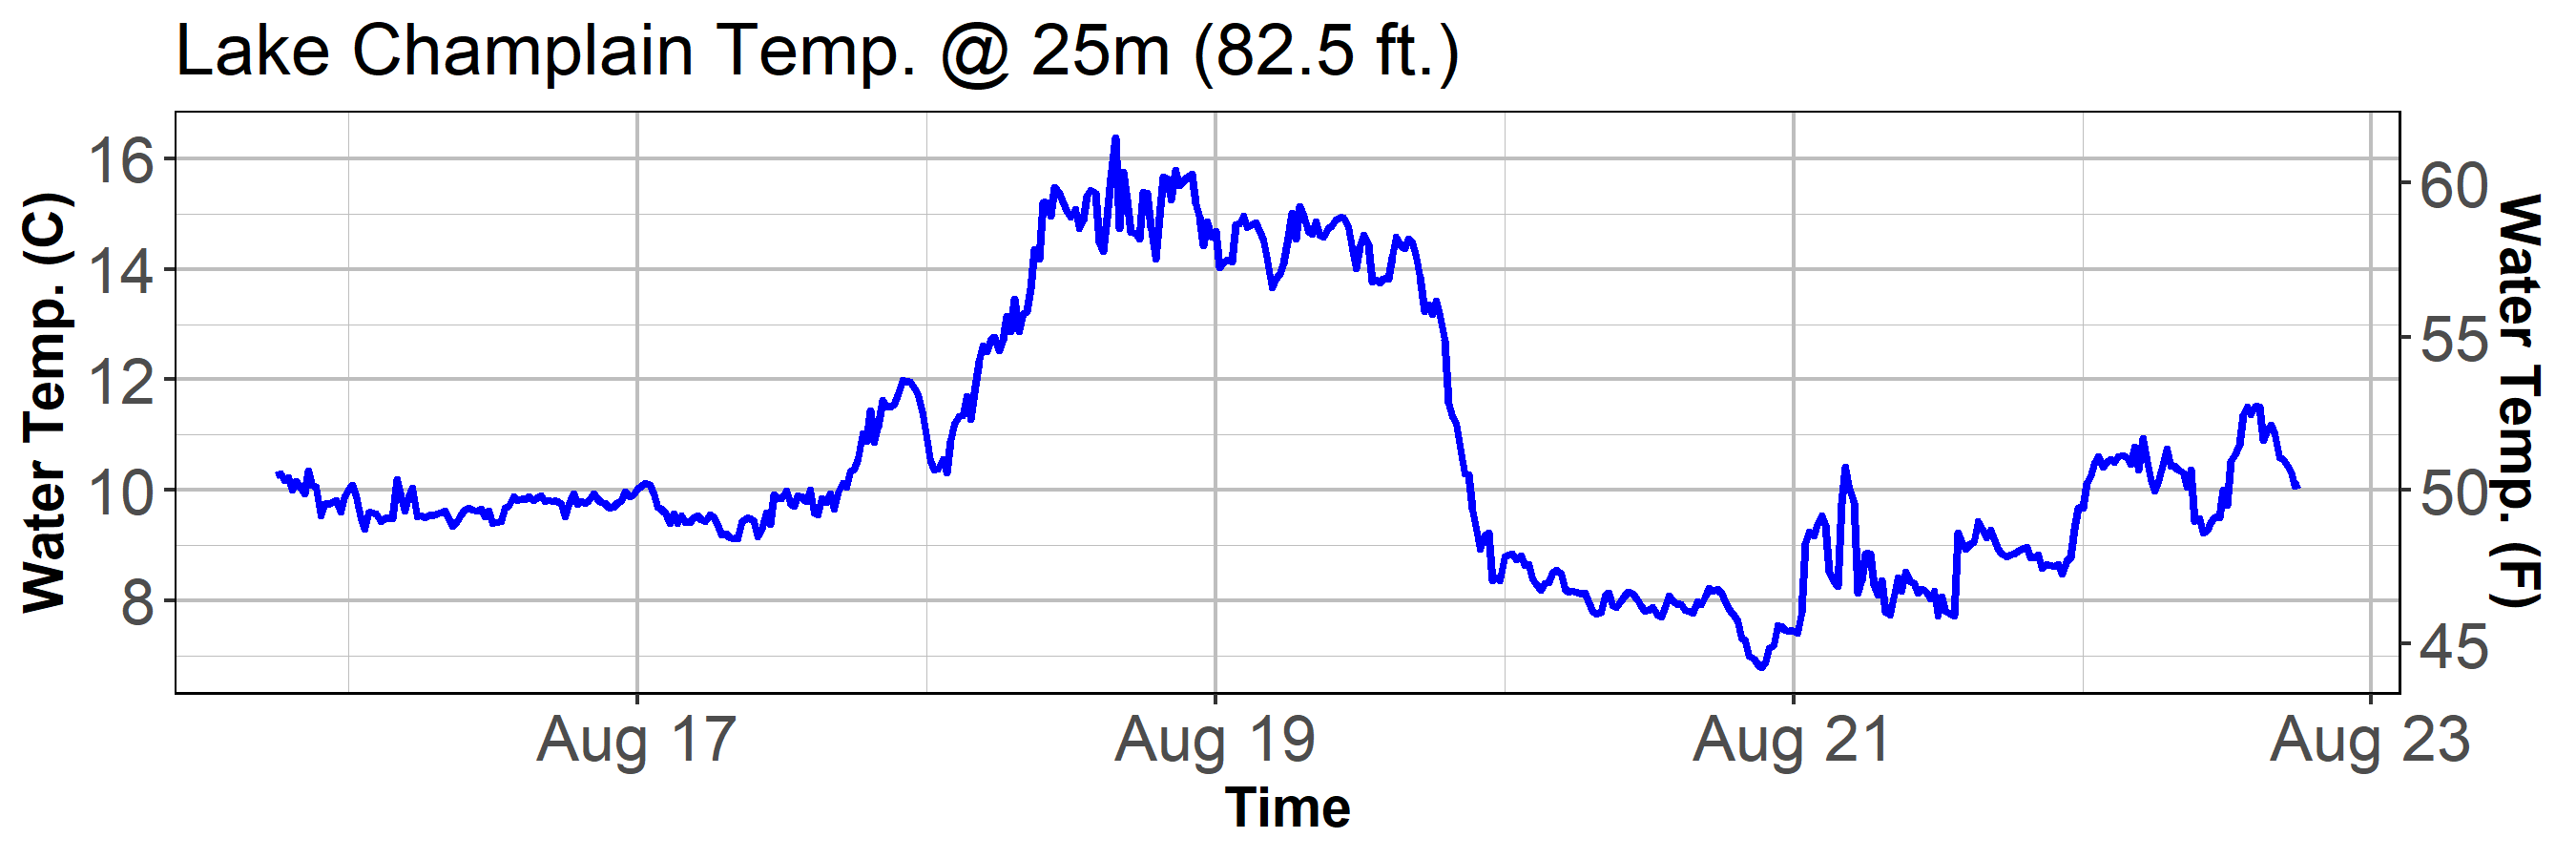 Lake Champlain Temp. @ 25m (82.5 ft.)
Water Temp. (C)
16
14
12
10
8
60
55
50
45
Water Temp. (F)
Aug 17
Aug 19
Aug 21
Aug 23
Time